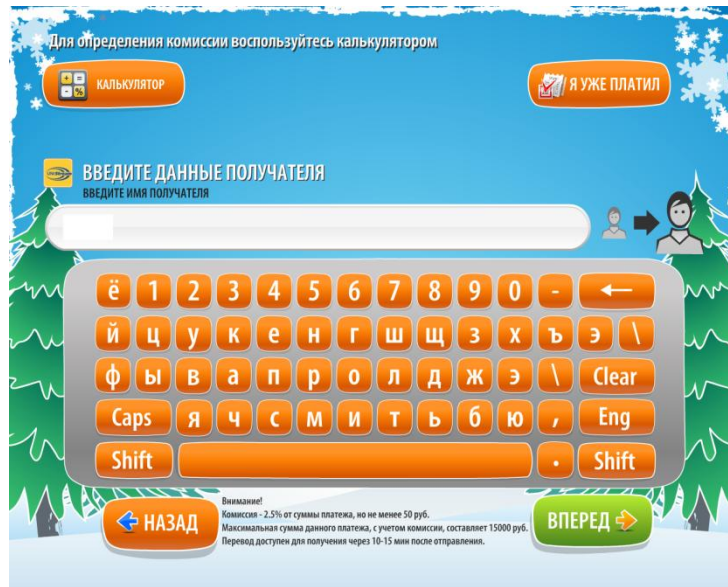 Для определения комиссии воспользуйтесь калькулятором
КАЛЬКУЛЯТОР
Я УЖЕ ПЛАТИЛ
ВВЕДИТЕ ДАННЫЕ ПОЛУЧАТЕЛЯ
ВВЕДИТЕ ИМЯ ПОЛУЧАТЕЛЯ
ё 1 2 3 4 5 6 7 8 9 0 -
й ц у к е н г ш щ з х ъ э \
ф ы в а п р о л д ж э \ Clear
Caps я ч с м и т ь б ю , Eng
Shift . Shift
НАЗАД
Внимание!
Комиссия - 2.5% от суммы платежа, но не менее 50 руб.
Максимальная сумма данного платежа, с учетом комиссии, составляет 15000 руб.
Перевод доступен для получения через 10-15 мин после отправления.
ВПЕРЕД